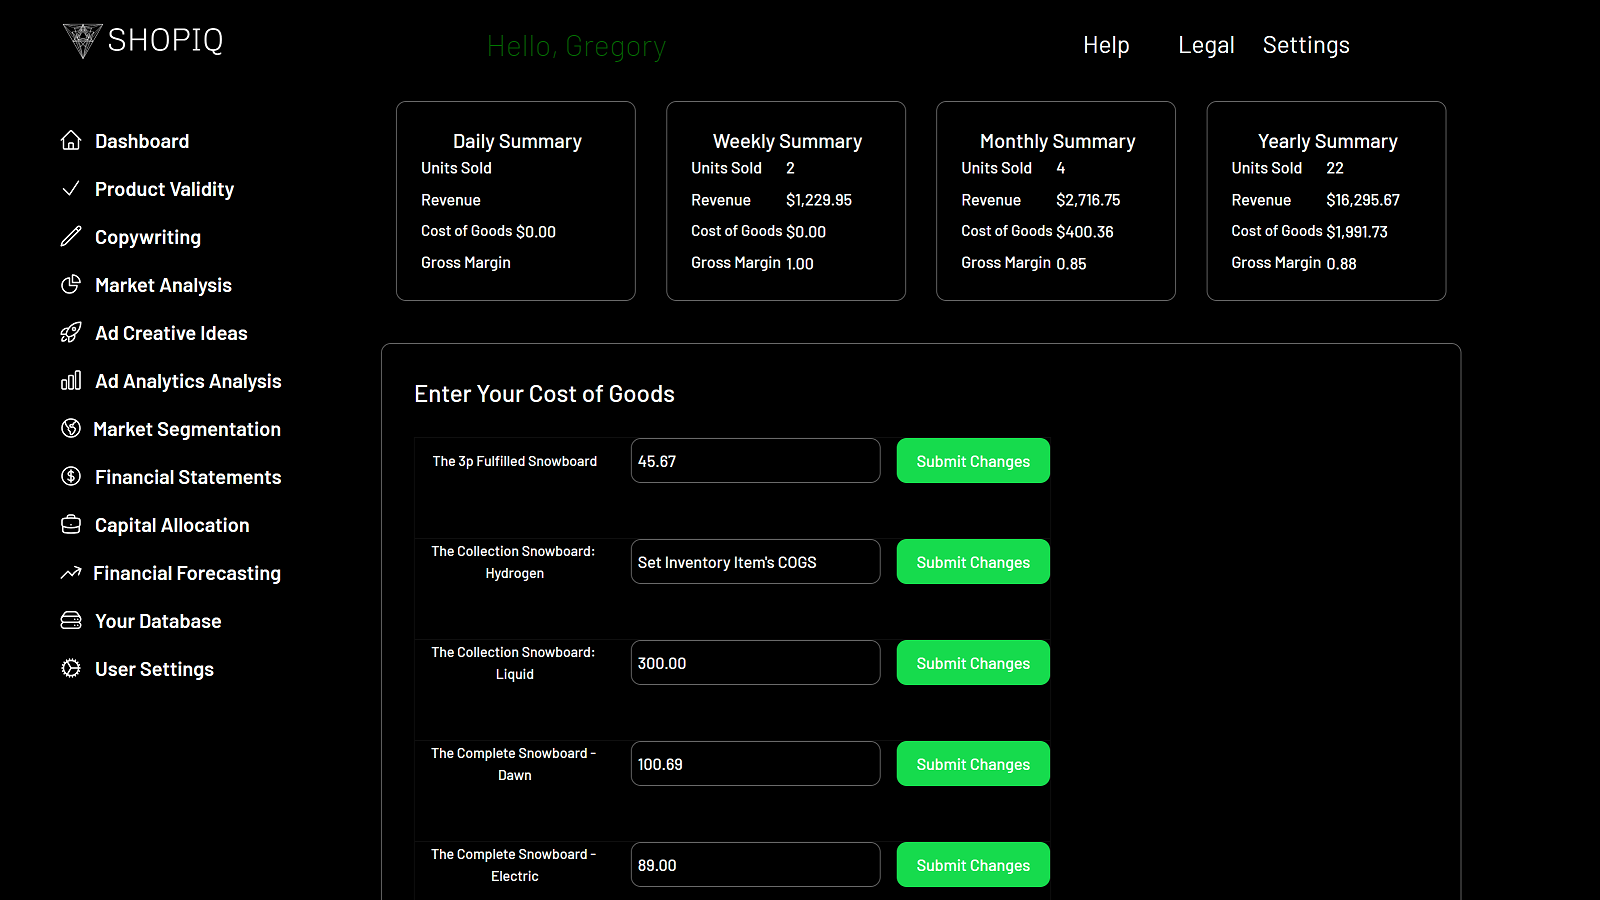 SHOPIQ
Hello, Gregory
Help
Legal
Settings
Dashboard
Product Validity
Copywriting
Market Analysis
Ad Creative Ideas
Ad Analytics Analysis
Market Segmentation
Financial Statements
Capital Allocation
Financial Forecasting
Your Database
User Settings
Daily Summary
Units Sold
Revenue
Cost of Goods $0.00
Gross Margin
Weekly Summary
Units Sold 2
Revenue $1,229.95
Cost of Goods $0.00
Gross Margin 1.00
Monthly Summary
Units Sold 4
Revenue $2,716.75
Cost of Goods $400.36
Gross Margin 0.85
Yearly Summary
Units Sold 22
Revenue $16,295.67
Cost of Goods $1,991.73
Gross Margin 0.88
Enter Your Cost of Goods
The 3p Fulfilled Snowboard
45.67
Submit Changes
The Collection Snowboard:
Hydrogen
Set Inventory Item's COGS
Submit Changes
The Collection Snowboard:
Liquid
300.00
Submit Changes
The Complete Snowboard -
Dawn
100.69
Submit Changes
The Complete Snowboard -
Electric
89.00
Submit Changes